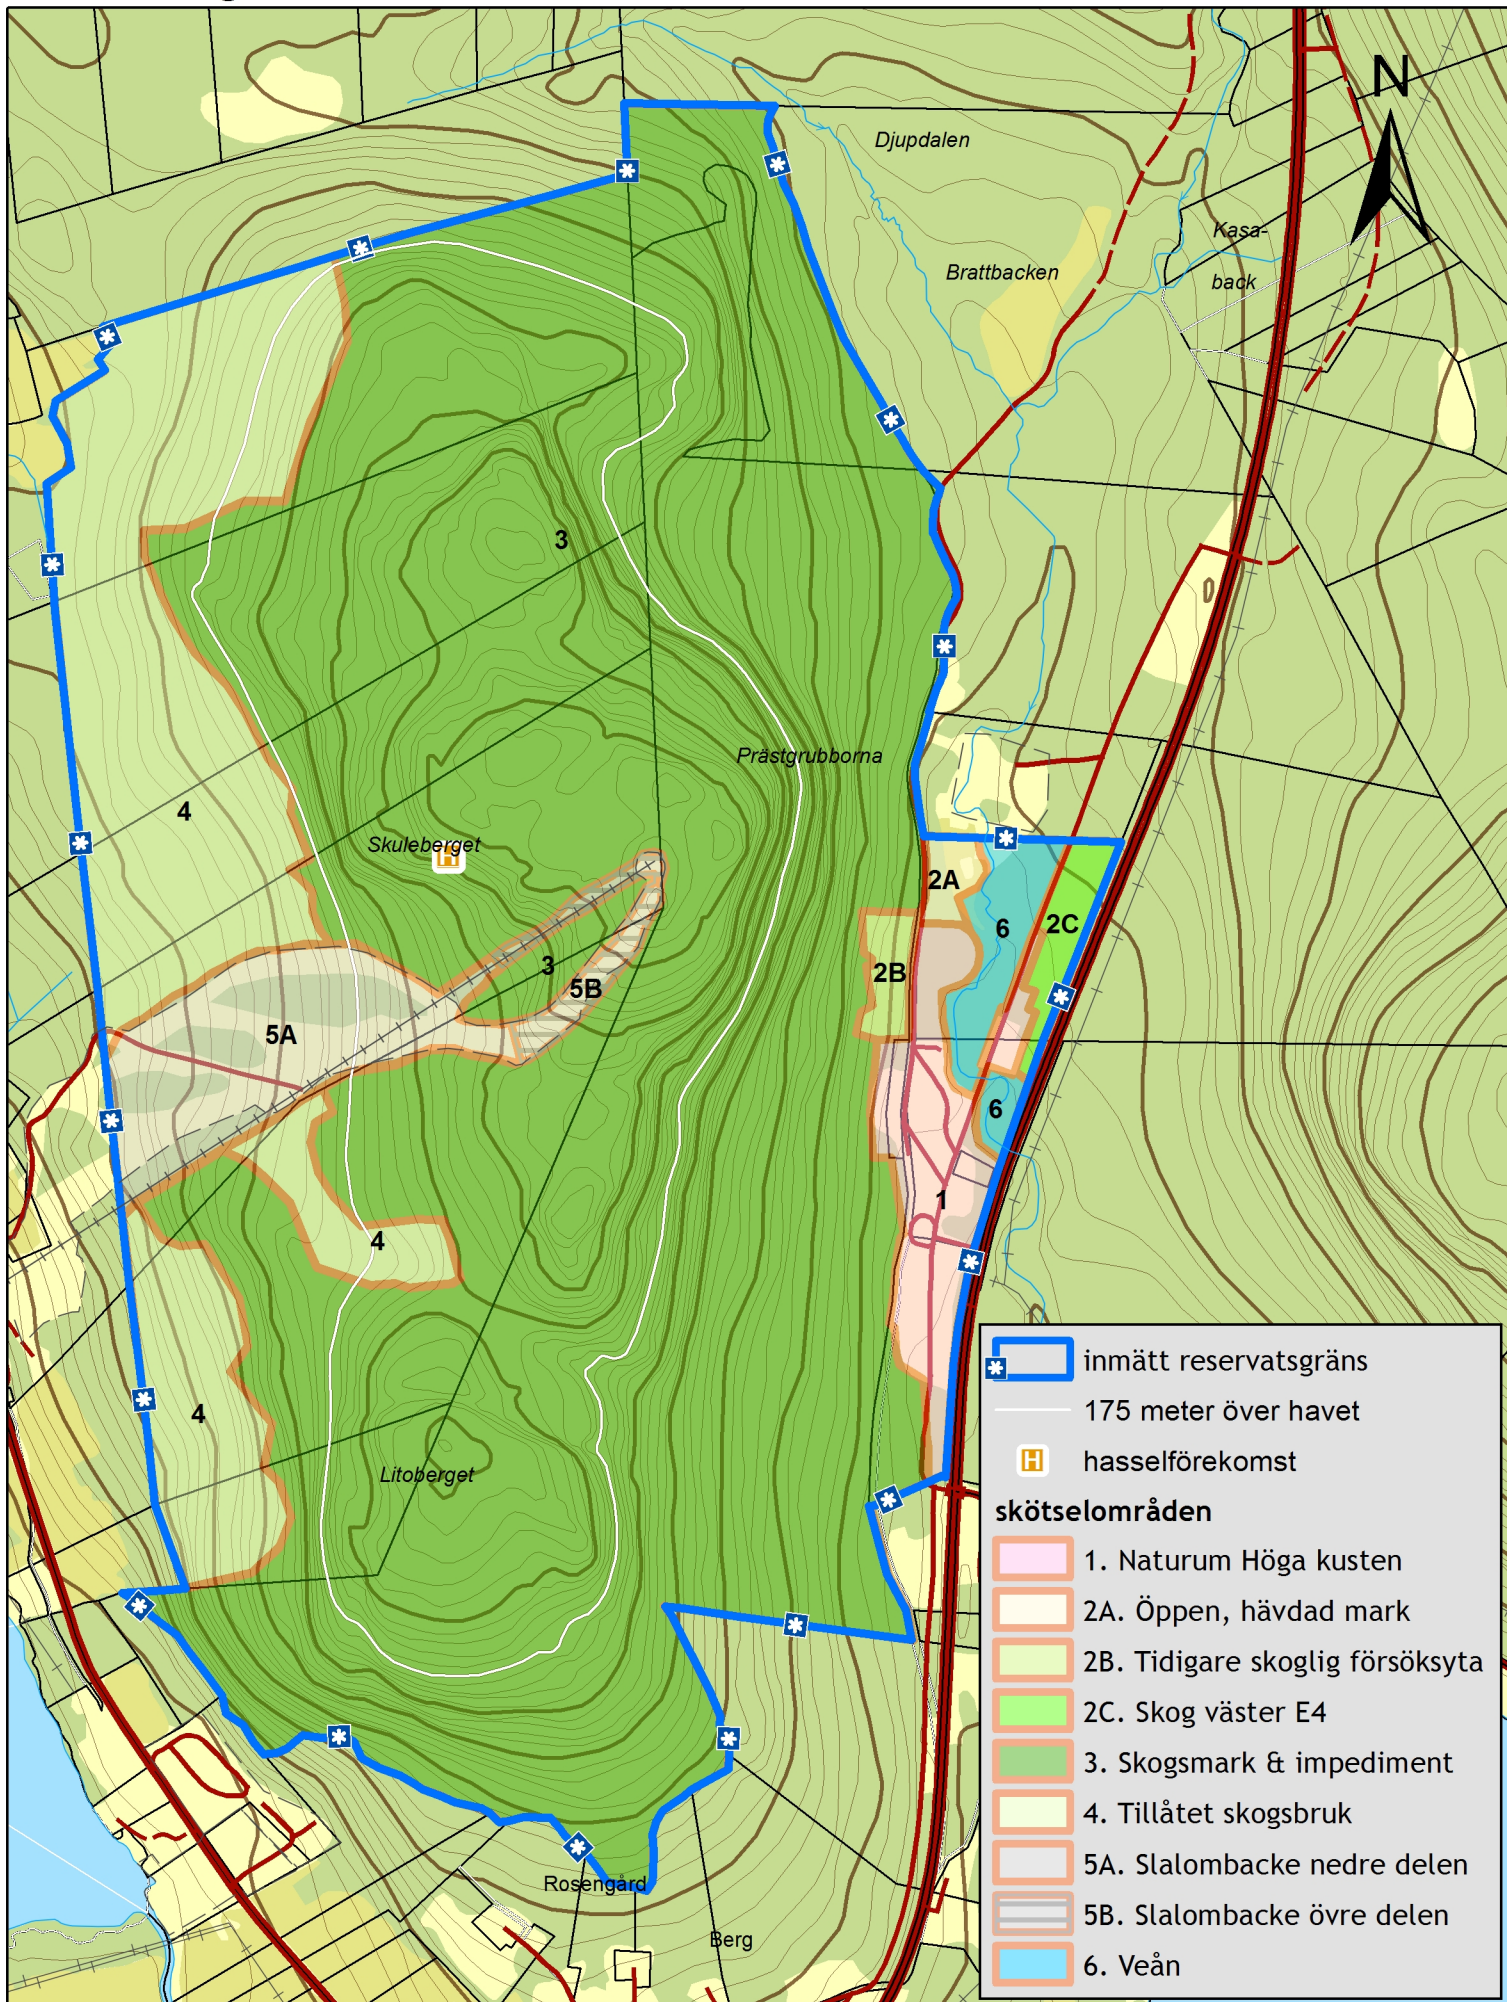 N
Djupdalen
Kasa-
back
Brattbacken
3
Prästgrubborna
4
Skuleberget
H
2A
6
2C
3
2B
5B
5A
6
1
4
4
Litoberget
Rosengård
Berg
inmätt reservatsgräns
175 meter över havet
H hasselförekomst
skötselområden
1. Naturum Höga kusten
2A. Öppen, hävdad mark
2B. Tidigare skoglig försöksyta
2C. Skog väster E4
3. Skogsmark & impediment
4. Tillåtet skogsbruk
5A. Slalombacke nedre delen
5B. Slalombacke övre delen
6. Veån